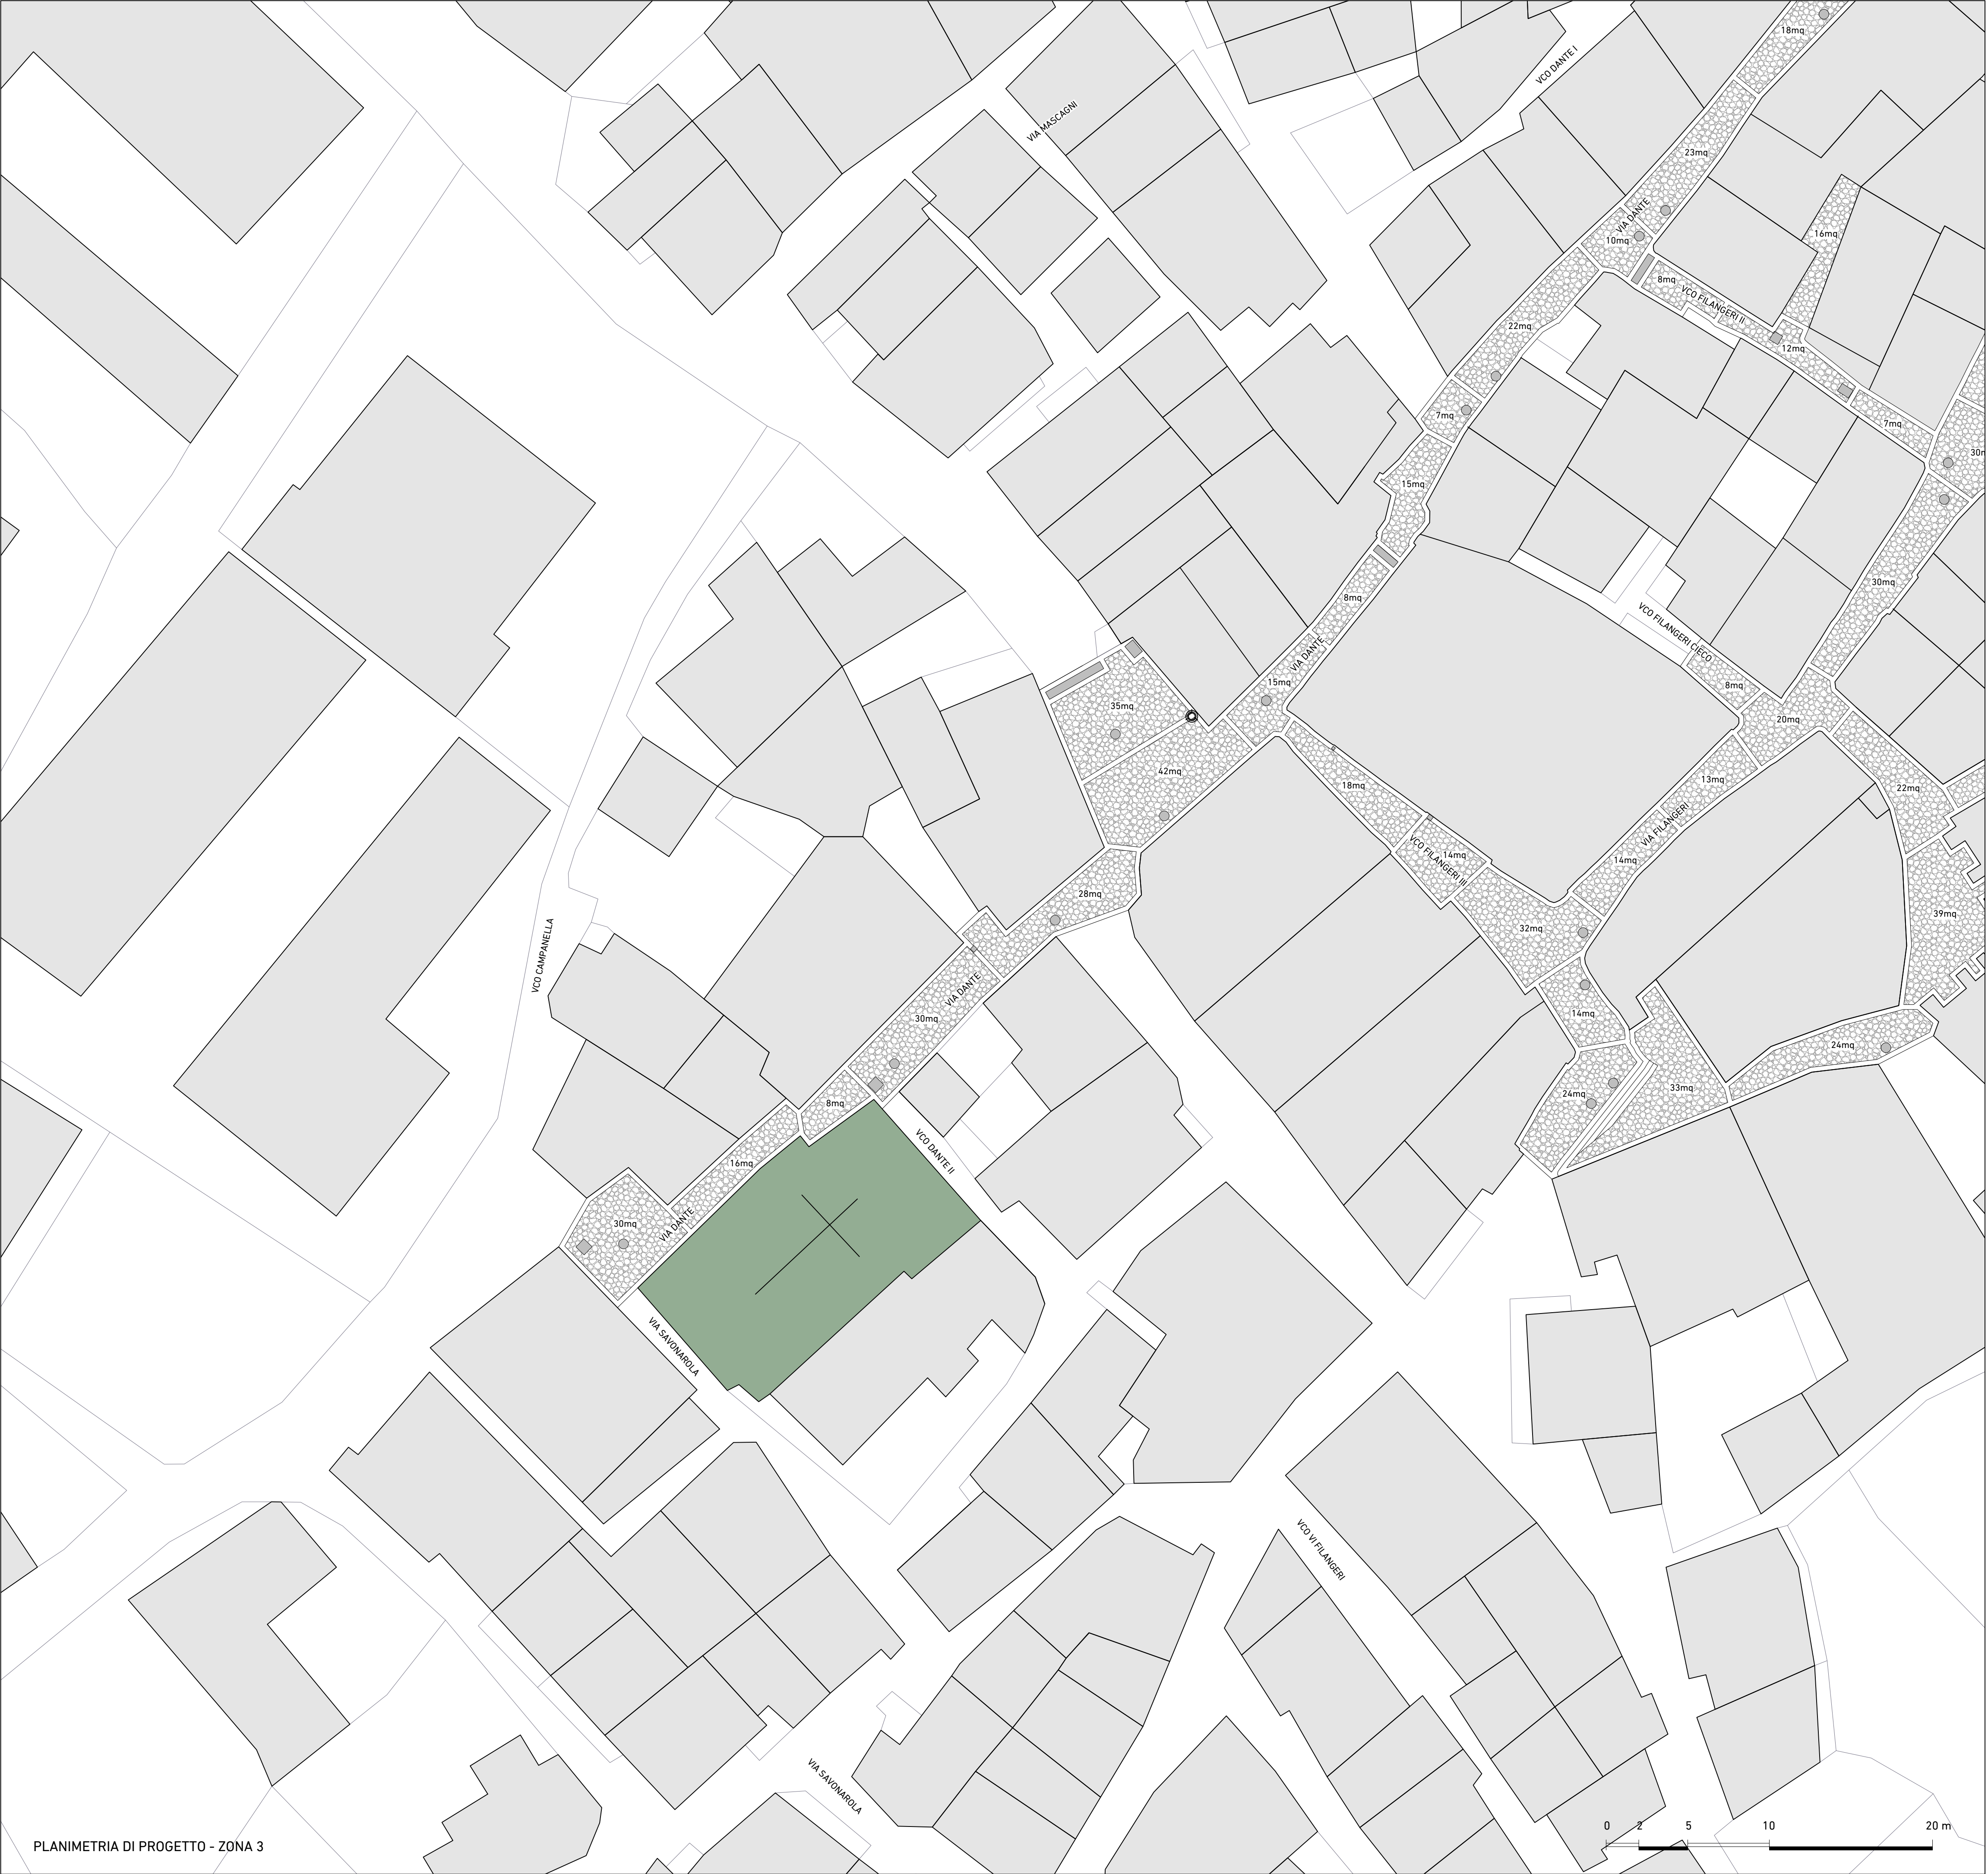 18mq
VCO DANTE I
VIA MASCAGNI
23mq
VIA DANTE
10mq
16mq
8mq
VCO FILANGERI II
22mq
12mq
7mq
7mq
30m
15mq
30mq
8mq
VCO FILANGERI CIECO
VIA DANTE
15mq
8mq
35mq
20mq
42mq
18mq
13mq
22mq
VIA FILANGERI
14mq
VCO FILANGERI III
14mq
28mq
39mq
32mq
VCO CAMPANELLA
VIA DANTE
30mq
14mq
24mq
33mq
24mq
8mq
VCO DANTE II
16mq
30mq
VIA DANTE
VIA SAVONAROLA
VCO VI FILANGERI
VIA SAVONAROLA
0 2 5 10 20 m
PLANIMETRIA DI PROGETTO - ZONA 3